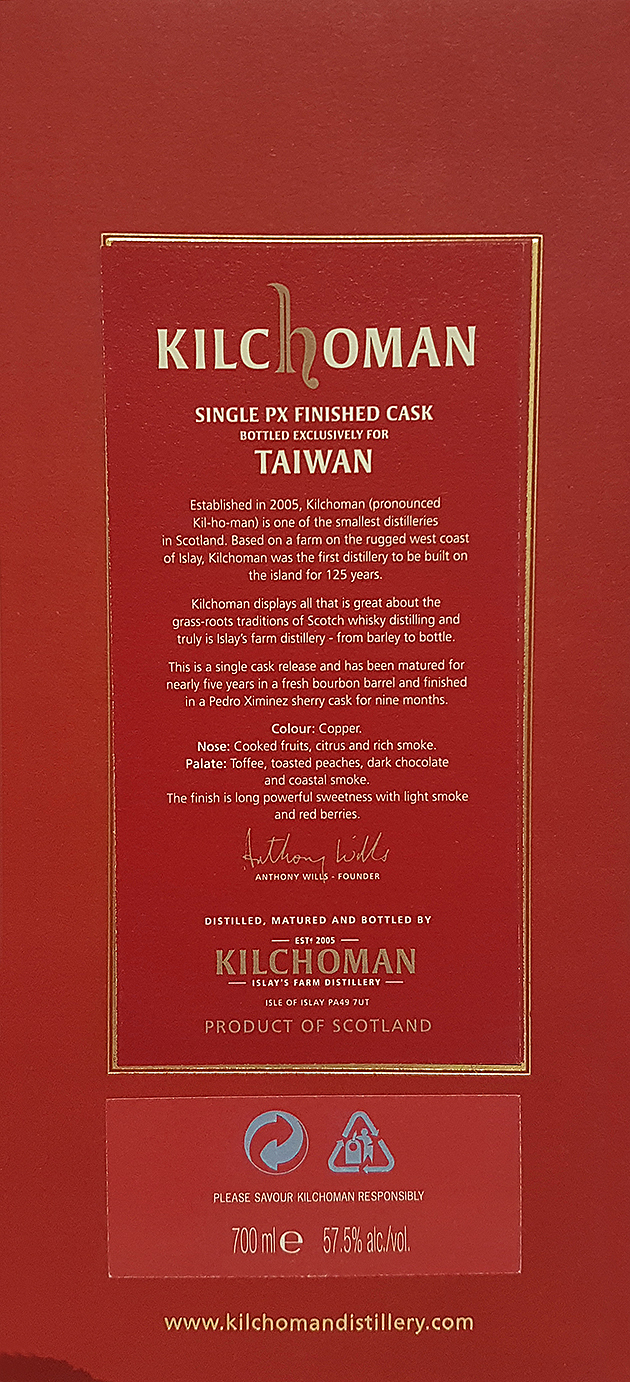 KILCHOMAN
SINGLE PX FINISHED CASK
BOTTLED EXCLUSIVELY FOR
TAIWAN
Established in 2005, Kilchoman (pronounced
Kil-ho-man) is one of the smallest distilleries
in Scotland. Based on a farm on the rugged west coast
of Islay, Kilchoman was the first distillery to be built on
the island for 125 years.
Kilchoman displays all that is great about the
grass-roots traditions of Scotch whisky distilling and
truly is Islay's farm distillery - from barley to bottle.
This is a single cask release and has been matured for
nearly five years in a fresh bourbon barrel and finished
in a Pedro Ximinez sherry cask for nine months.
Colour: Copper.
Nose: Cooked fruits, citrus and rich smoke.
Palate: Toffee, toasted peaches, dark chocolate
and coastal smoke.
The finish is long powerful sweetness with light smoke
and red berries.
Anthony Wills
ANTHONY WILLS - FOUNDER
DISTILLED, MATURED AND BOTTLED BY
ESTD 2005
KILCHOMAN
ISLAY'S FARM DISTILLERY
ISLE OF ISLAY PA49 7UT
PRODUCT OF SCOTLAND
PLEASE SAVOUR KILCHOMAN RESPONSIBLY
700 ml e 57.5% alc./vol.
www.kilchomandistillery.com